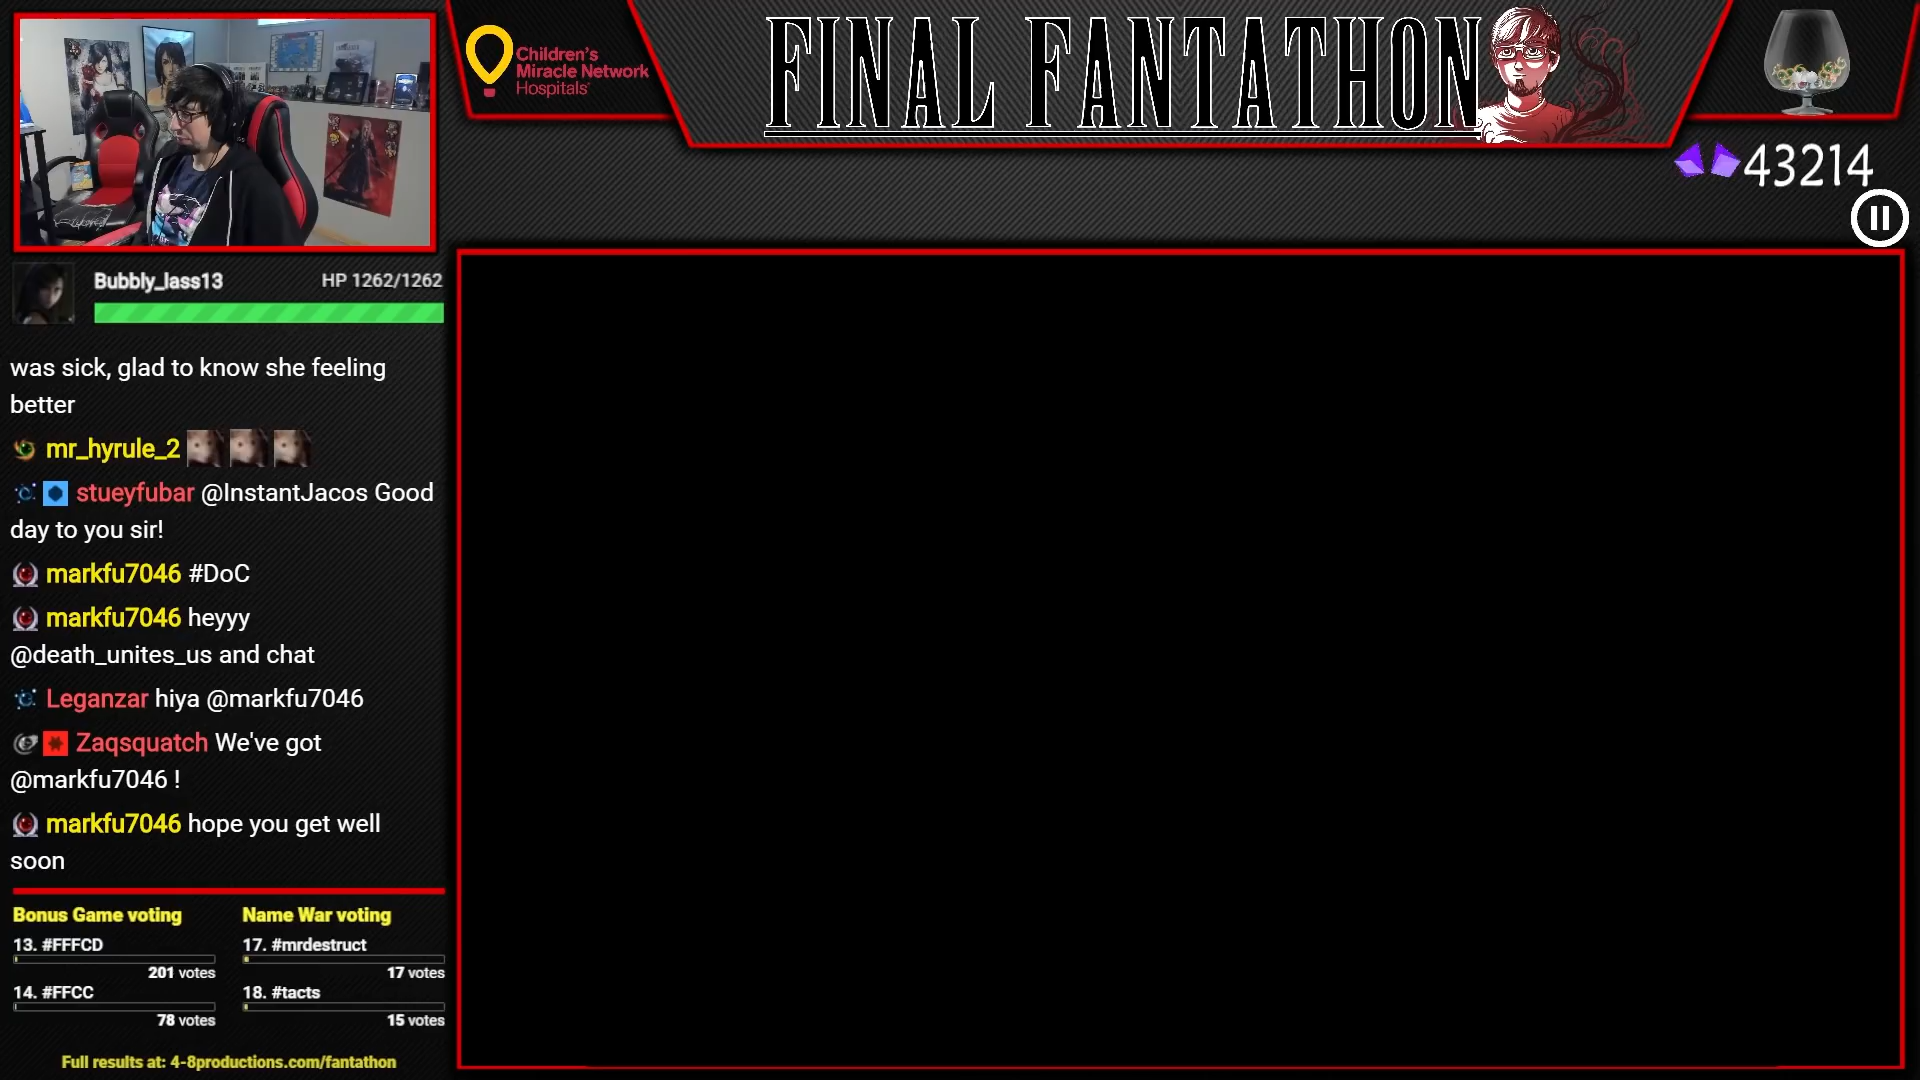 Children's
Miracle Network
Hospitals
FINAL FANTATHON
43214
Bubbly_lass13 HP 1262/1262
was sick, glad to know she feeling
better
mr_hyrule_2
stueyfubar @InstantJacos Good
day to you sir!
markfu7046 #DoC
markfu7046 heyyy
@death_unites_us and chat
Leganzar hiya @markfu7046
Zaqsquatch We've got
@markfu7046 !
markfu7046 hope you get well
soon
Bonus Game voting
13. #FFFCD
201 votes
14. #FFCC
78 votes
Name War voting
17. #mrdestruct
17 votes
18. #tacts
15 votes
Full results at: 4-8productions.com/fantathon